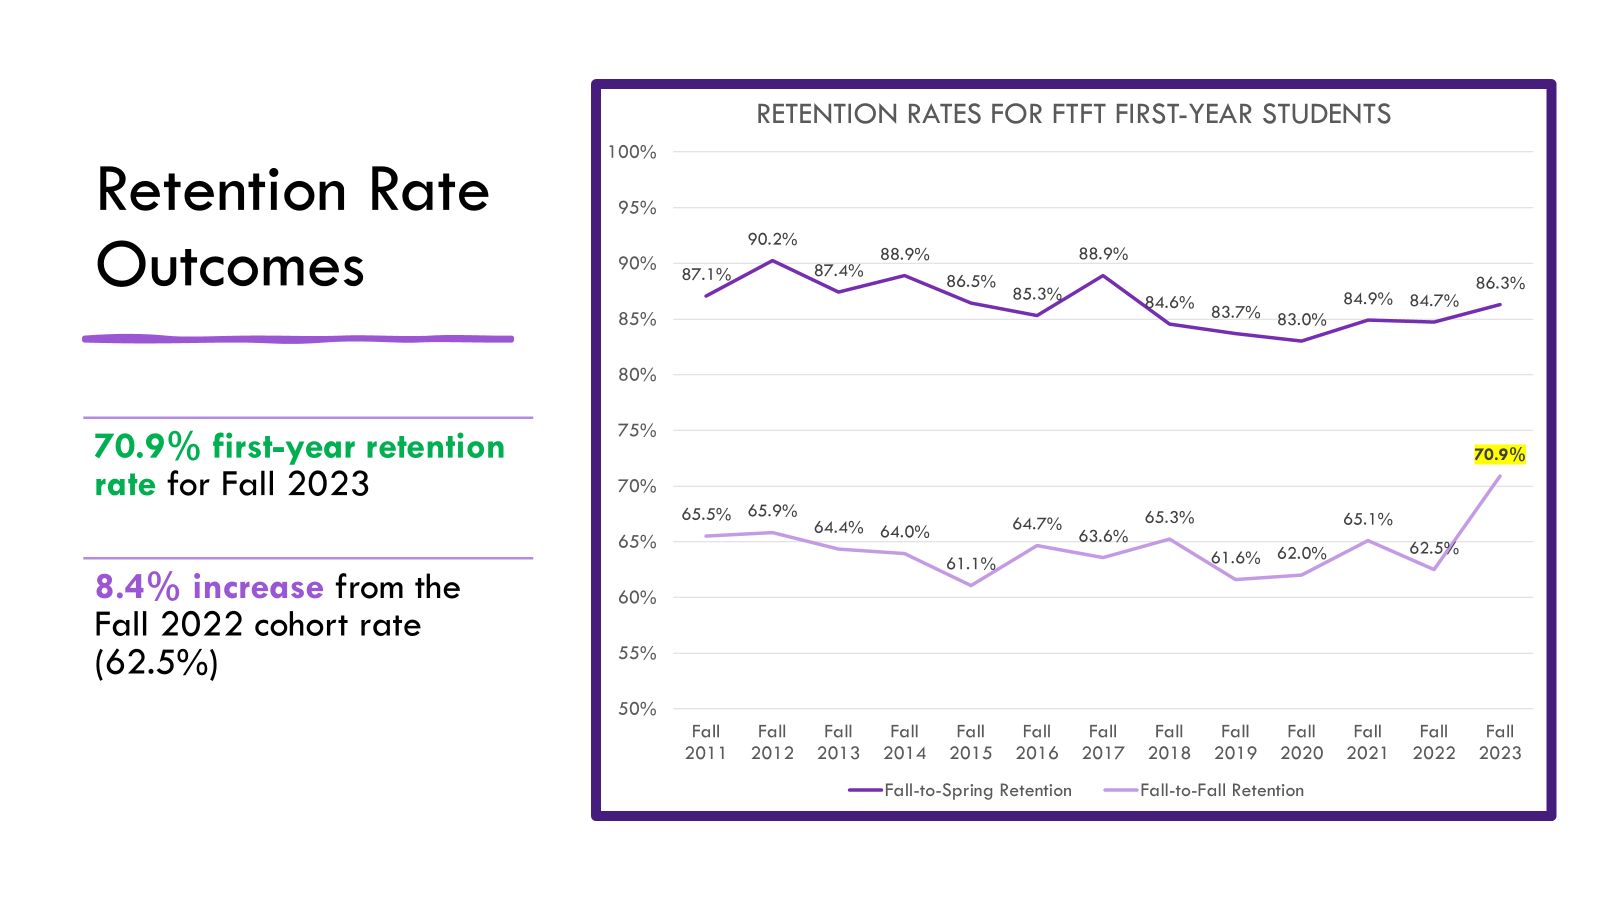 Retention Rate
Outcomes
70.9% first-year retention
rate for Fall 2023
8.4% increase from the
Fall 2022 cohort rate
(62.5%)
RETENTION RATES FOR FTFT FIRST-YEAR STUDENTS
100%
95%
90%
85%
80%
75%
70%
65%
60%
55%
50%
87.1% 90.2% 87.4% 88.9% 86.5% 85.3% 88.9% 84.6% 83.7% 83.0% 84.9% 84.7% 86.3%
65.5% 65.9% 64.4% 64.0% 61.1% 64.7% 63.6% 65.3% 61.6% 62.0% 65.1% 62.5% 70.9%
Fall Fall Fall Fall Fall Fall Fall Fall Fall Fall Fall Fall Fall
2011 2012 2013 2014 2015 2016 2017 2018 2019 2020 2021 2022 2023
Fall-to-Spring Retention Fall-to-Fall Retention